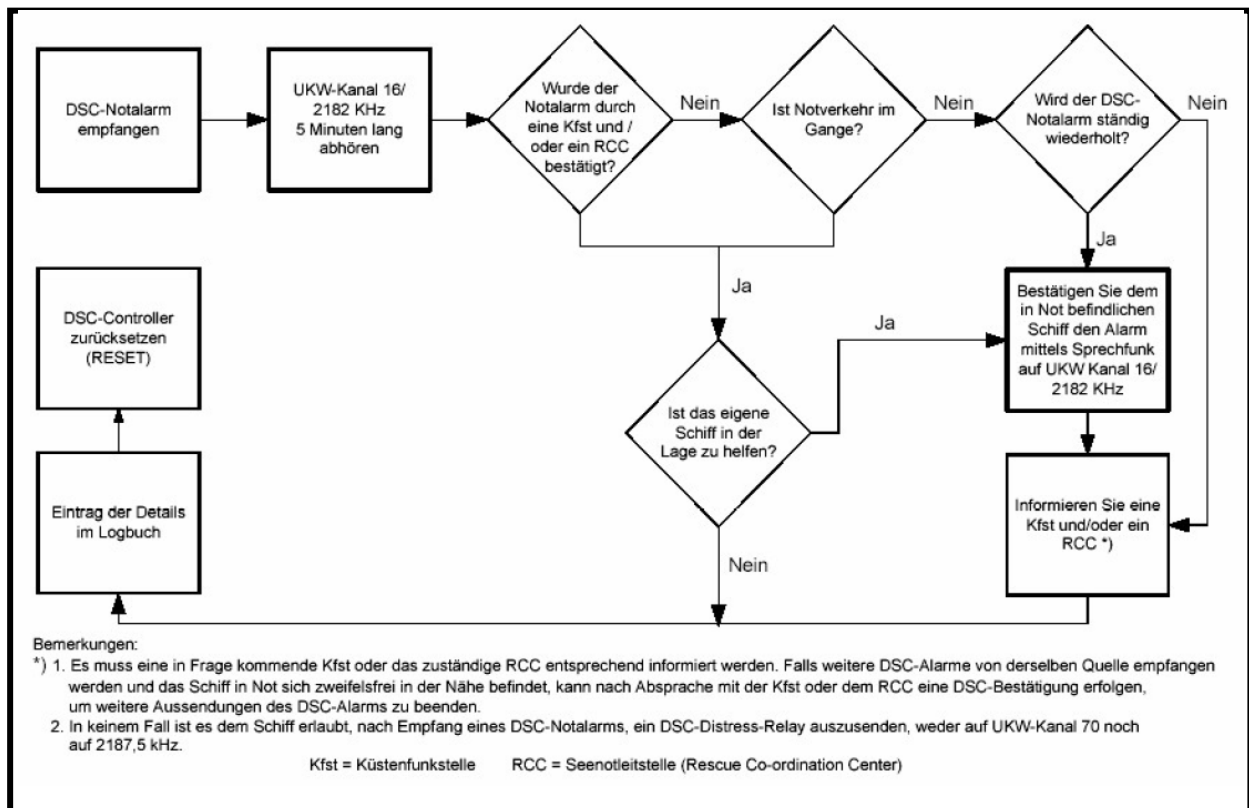 DSC-Notalarm
empfangen
UKW-Kanal 16/
2182 KHz
5 Minuten lang
abhören
Wurde der
Notalarm durch
eine Kfst und /
oder ein RCC
bestätigt?
Nein
Ist Notverkehr im
Gange?
Nein
Wird der DSC-
Notalarm ständig
wiederholt?
Nein
Ja
Ja
DSC-Controller
zurücksetzen
(RESET)
Bestätigen Sie dem
in Not befindlichen
Schiff den Alarm
mittels Sprechfunk
auf UKW Kanal 16/
2182 KHz
Ja
Ist das eigene
Schiff in der
Lage zu helfen?
Eintrag der Details
im Logbuch
Informieren Sie eine
Kfst und/oder ein
RCC *)
Nein
Bemerkungen:
*) 1. Es muss eine in Frage kommende Kfst oder das zuständige RCC entsprechend informiert werden. Falls weitere DSC-Alarme von derselben Quelle empfangen
werden und das Schiff in Not sich zweifelsfrei in der Nähe befindet, kann nach Absprache mit der Kfst oder dem RCC eine DSC-Bestätigung erfolgen,
um weitere Aussendungen des DSC-Alarms zu beenden.
2. In keinem Fall ist es dem Schiff erlaubt, nach Empfang eines DSC-Notalarms, ein DSC-Distress-Relay auszusenden, weder auf UKW-Kanal 70 noch
auf 2187,5 kHz.
Kfst = Küstenfunkstelle RCC = Seenotleitstelle (Rescue Co-ordination Center)